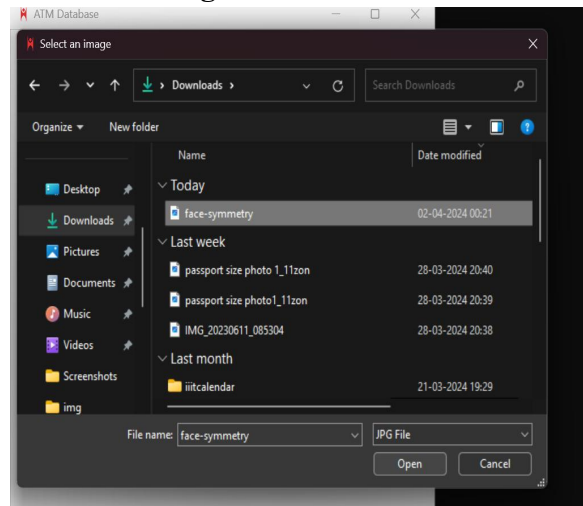 ATM Database
Select an image
Downloads
Search Downloads
Organize
New folder
Name
Date modified
Desktop
Downloads
Pictures
Documents
Music
Videos
Screenshots
img
Today
face-symmetry 02-04-2024 00:21
Last week
passport size photo 1_11zon 28-03-2024 20:40
passport size photo1_11zon 28-03-2024 20:39
IMG_20230611_085304 28-03-2024 20:38
Last month
iiitcalendar 21-03-2024 19:29
File name: face-symmetry
JPG File
Open
Cancel